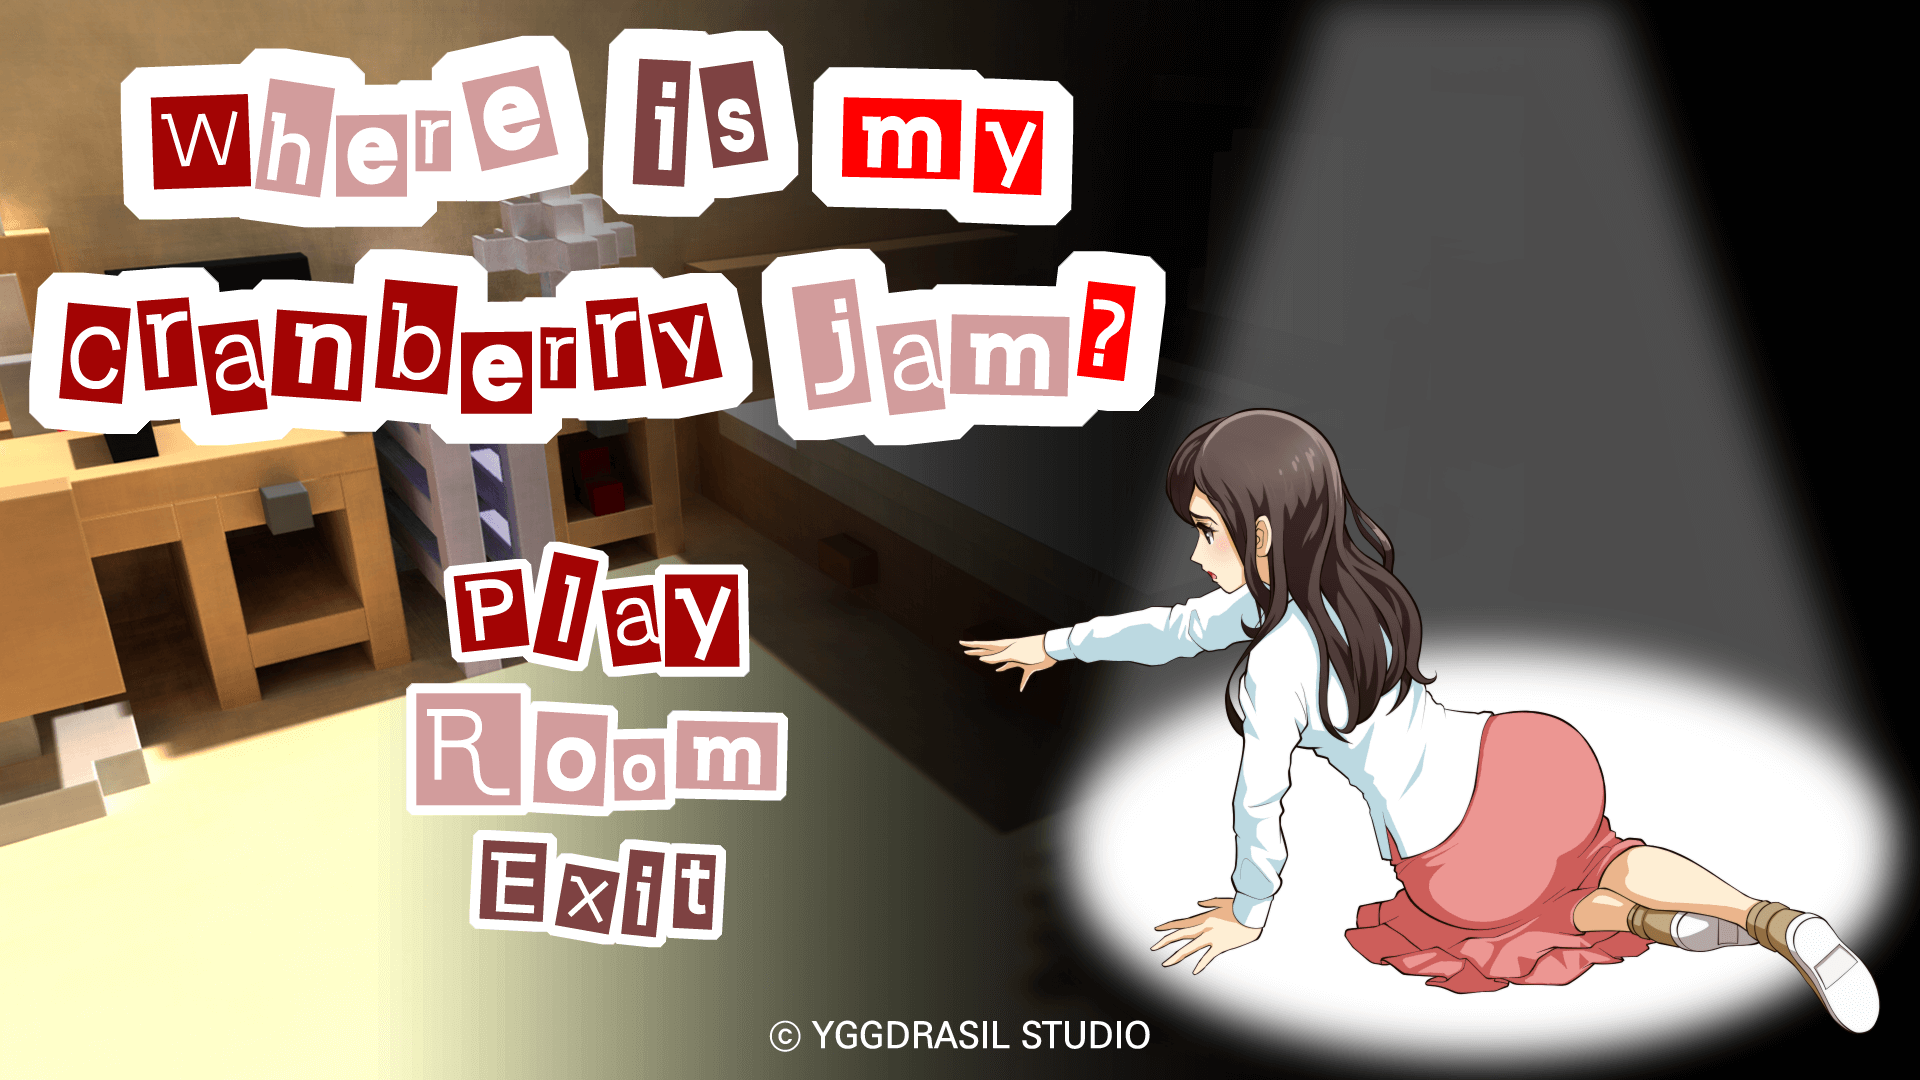 Where is my
cranberry jam?
Play
Room
Exit
© YGGDRASIL STUDIO